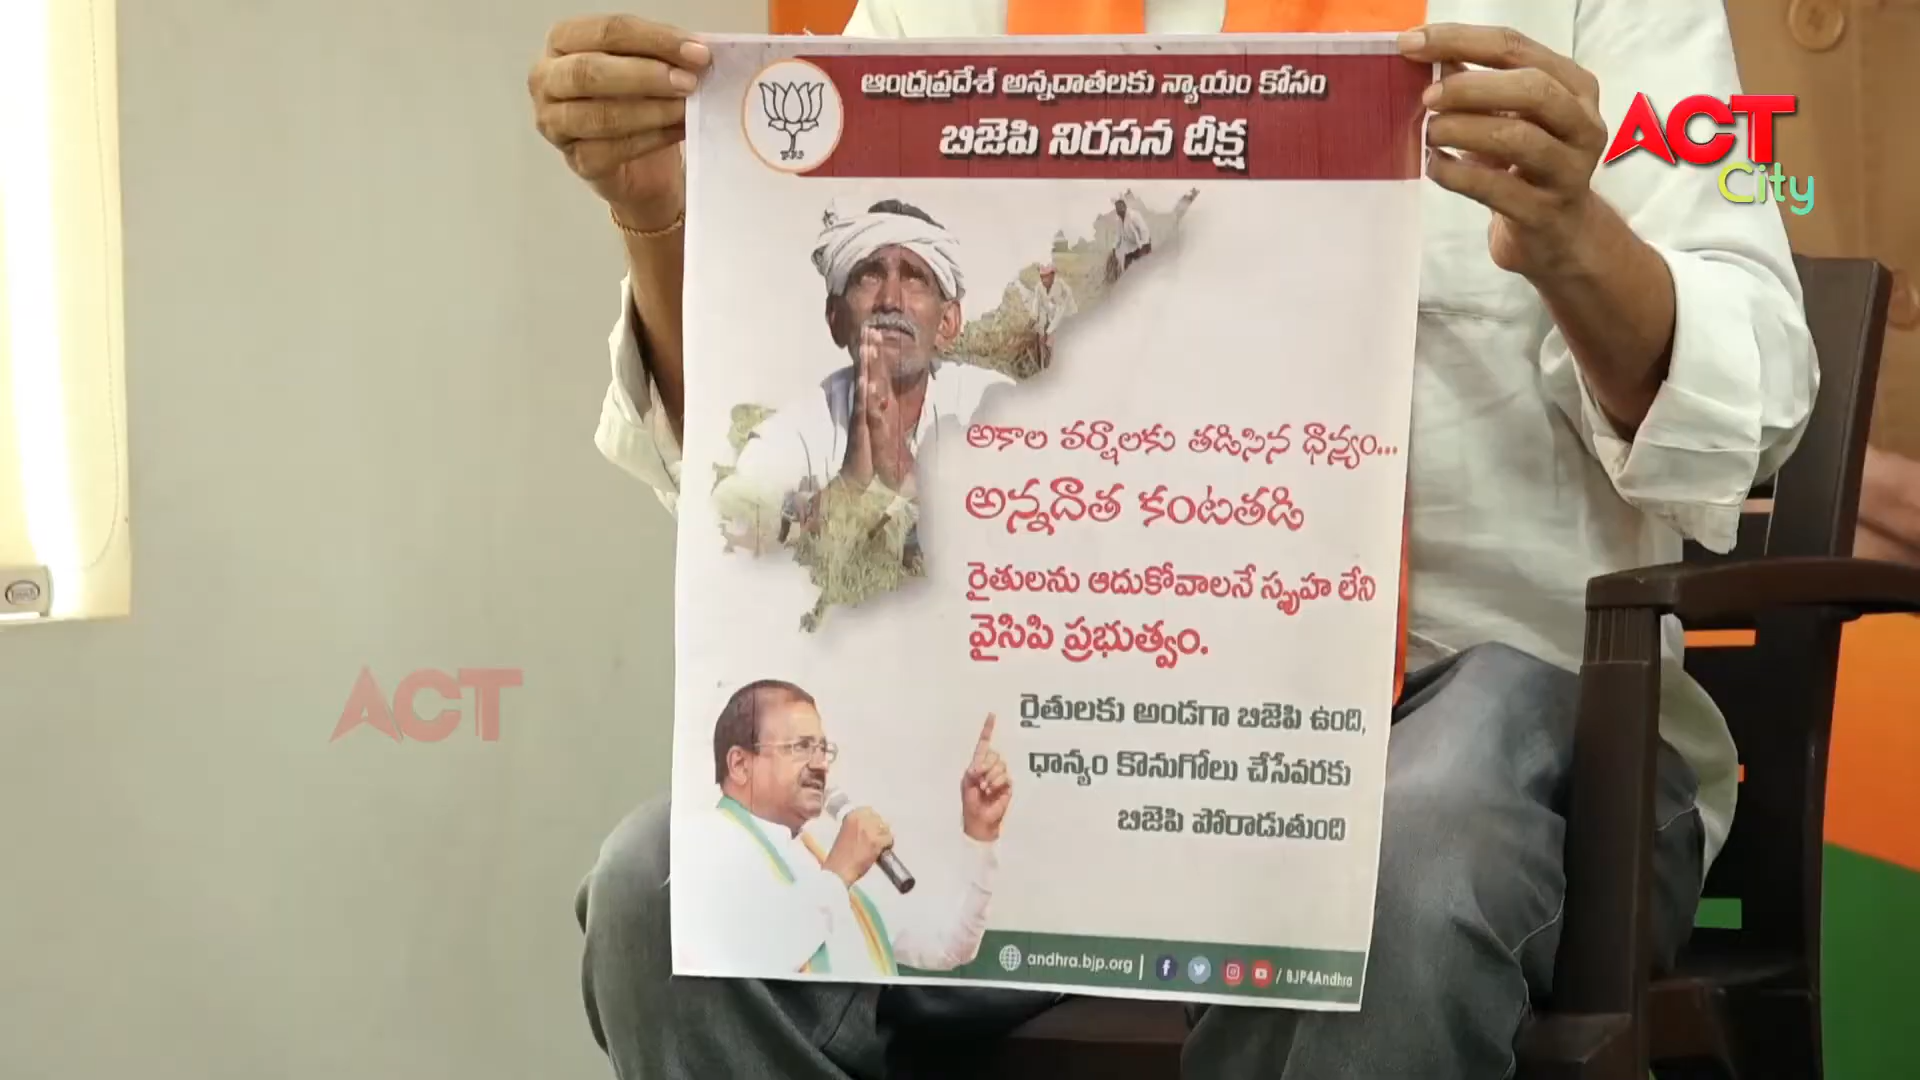 ఆంధ్రప్రదేశ్ అన్నదాతలకు న్యాయం కోసం
బిజెపి నిరసన దీక్ష
BJP
ACT
City
అకాల వర్షాలకు తడిసిన ధాన్యం...
అన్నదాత కంటతడి
రైతులను ఆదుకోవాలనే స్పృహ లేని
వైసిపి ప్రభుత్వం.
ACT
రైతులకు అండగా బిజెపి ఉంది,
ధాన్యం కొనుగోలు చేసేవరకు
బిజెపి పోరాడుతుంది
andhra.bjp.org | / BJP4Andhra